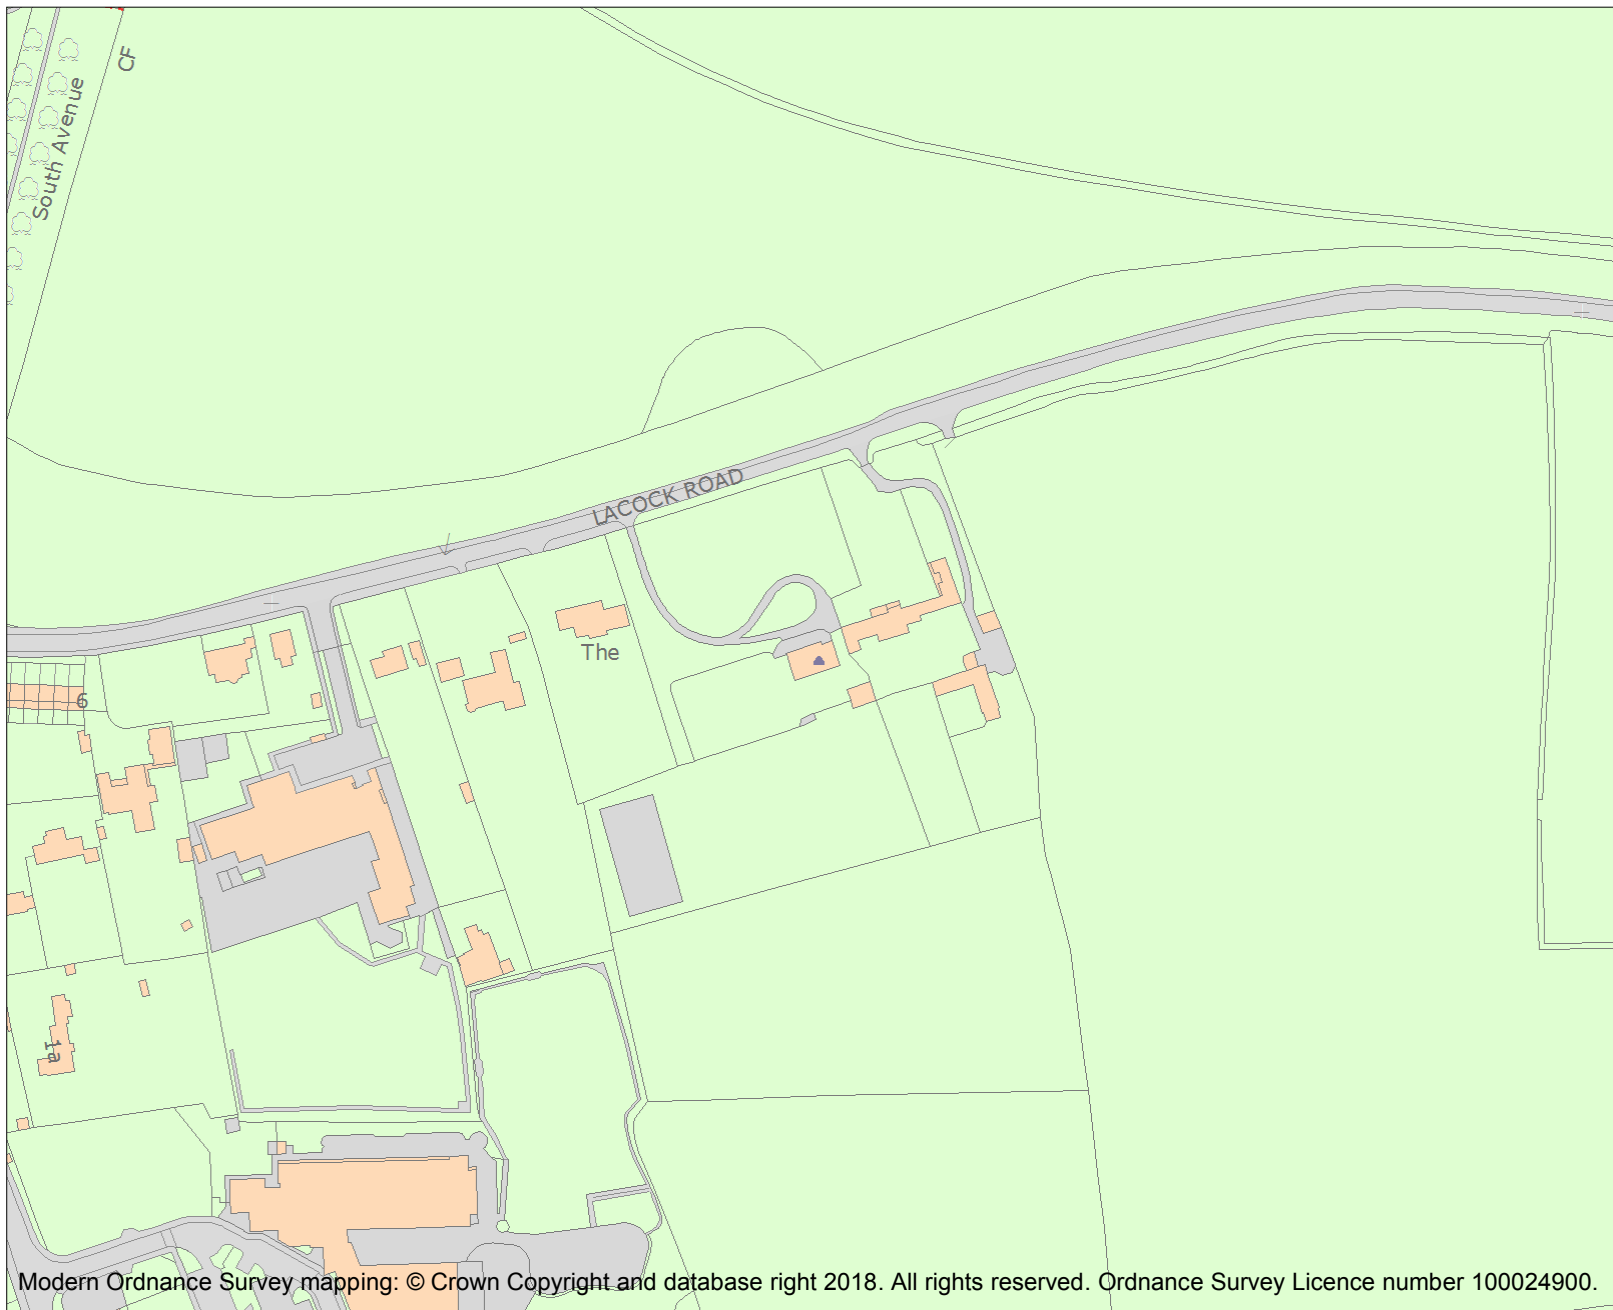 CF
South Avenue
LACOCK ROAD
The
6
1a
Modern Ordnance Survey mapping: © Crown Copyright and database right 2018. All rights reserved. Ordnance Survey Licence number 100024900.